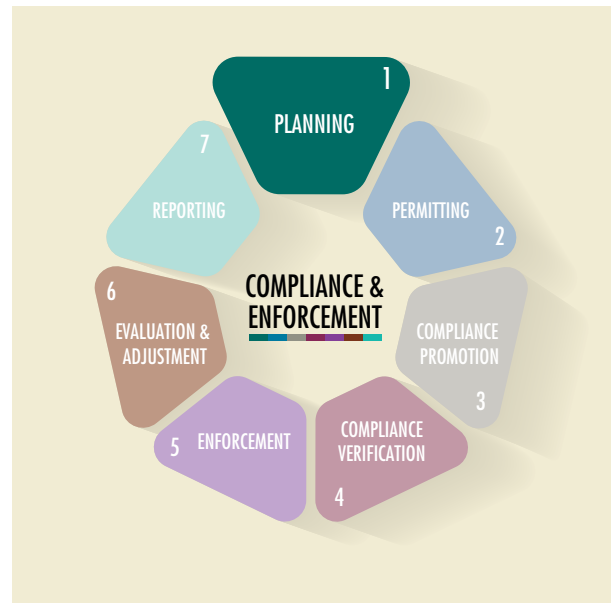 1
PLANNING
PERMITTING
2
COMPLIANCE
PROMOTION
3
COMPLIANCE
VERIFICATION
4
5 ENFORCEMENT
6
EVALUATION &
ADJUSTMENT
7
REPORTING
COMPLIANCE &
ENFORCEMENT